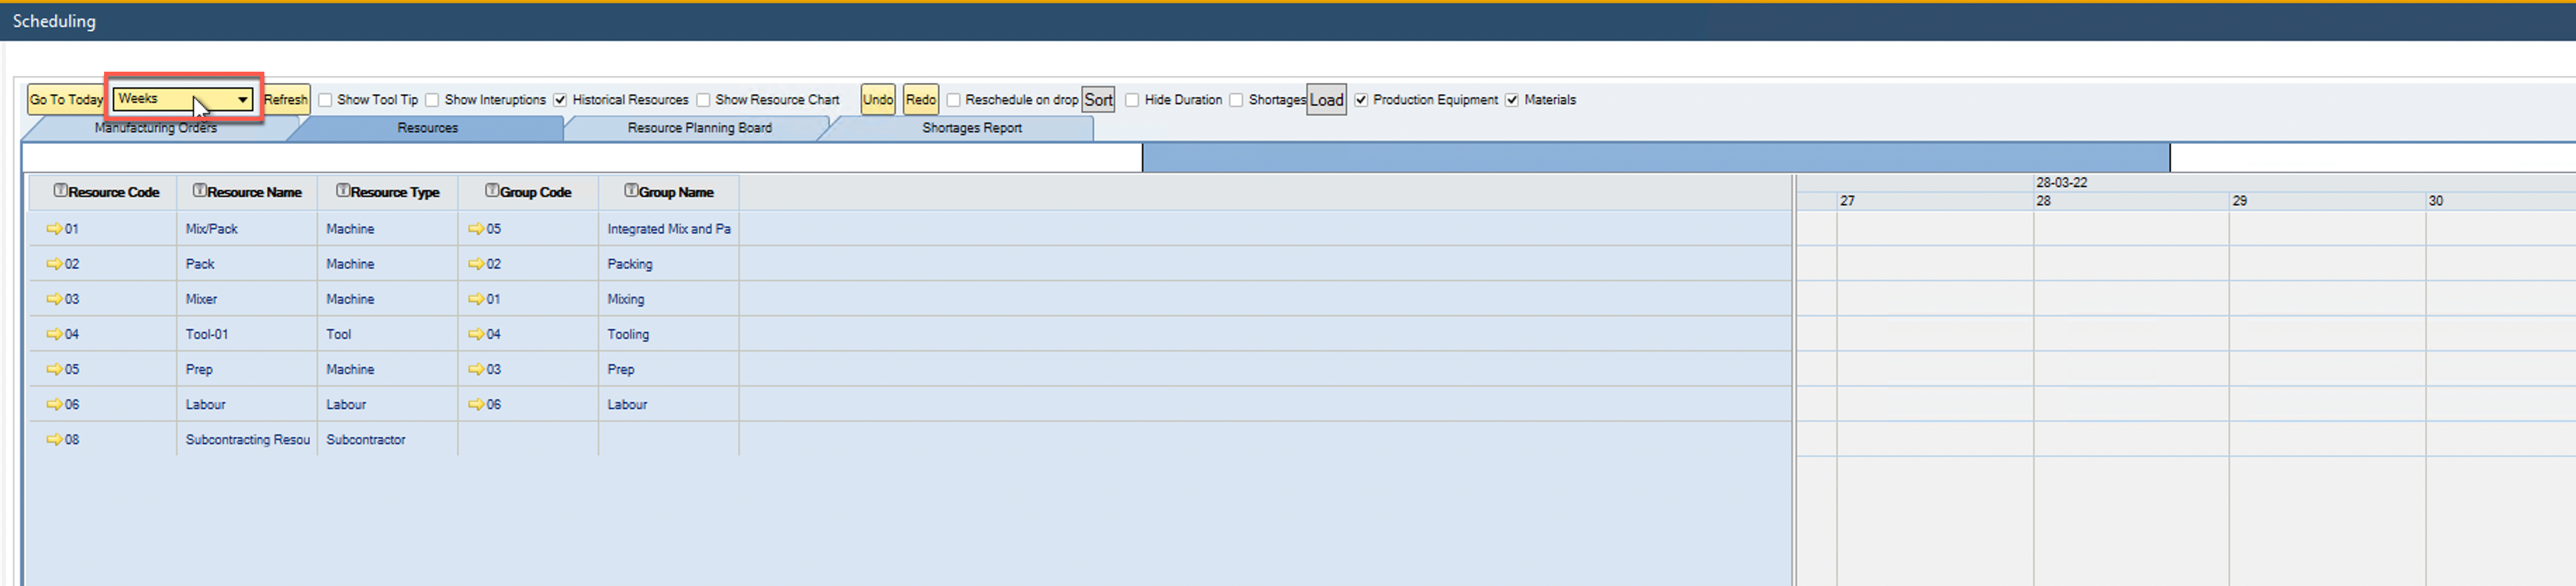 Scheduling
Go To Today Weeks Refresh Show Tool Tip Show Interuptions Historical Resources Show Resource Chart Undo Redo Reschedule on drop Sort Hide Duration Shortages Load Production Equipment Materials
Manufacturing Orders Resources Resource Planning Board Shortages Report
28-03-22
Resource Code Resource Name Resource Type Group Code Group Name
27 28 29 30
01 Mix/Pack Machine 05 Integrated Mix and Pa
02 Pack Machine 02 Packing
03 Mixer Machine 01 Mixing
04 Tool-01 Tool 04 Tooling
05 Prep Machine 03 Prep
06 Labour Labour 06 Labour
08 Subcontracting Resou Subcontractor